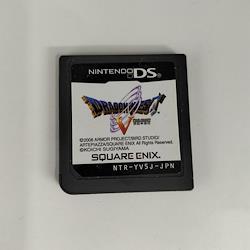 NINTENDO DS
DRAGON QUEST
V
©2008 ARMOR PROJECT/BIRD STUDIO/
ARTEPIAZZA/SQUARE ENIX All Rights Reserved.
©KOICHI SUGIYAMA
SQUARE ENIX.
NTR-YV5J-JPN